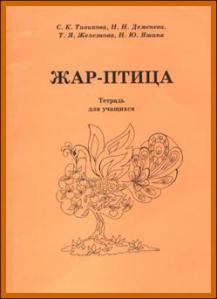 С. К. Тивикова, Н. Н. Деменева,
Т. Я. Железнова, Н. Ю. Яшина
ЖАР-ПТИЦА
Тетрадь
для учащихся